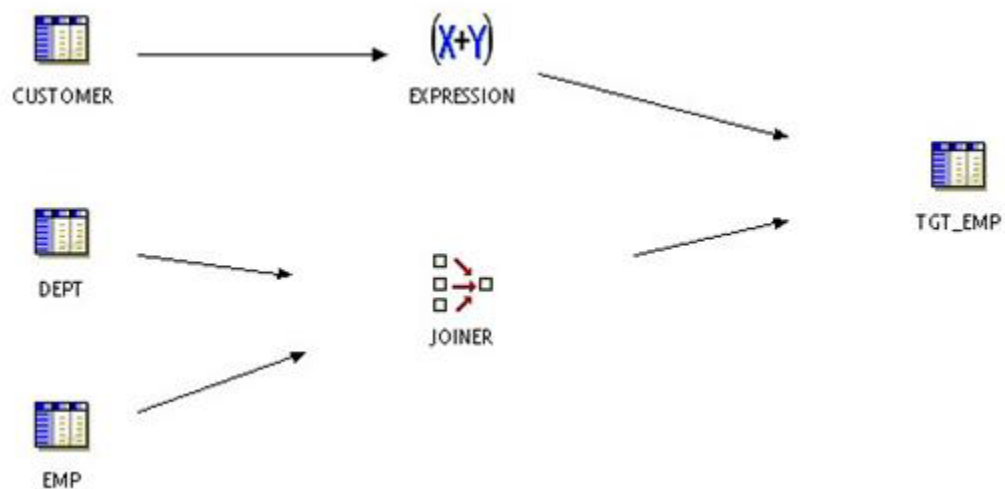 CUSTOMER
(X+Y)
EXPRESSION
TGT_EMP
DEPT
JOINER
EMP